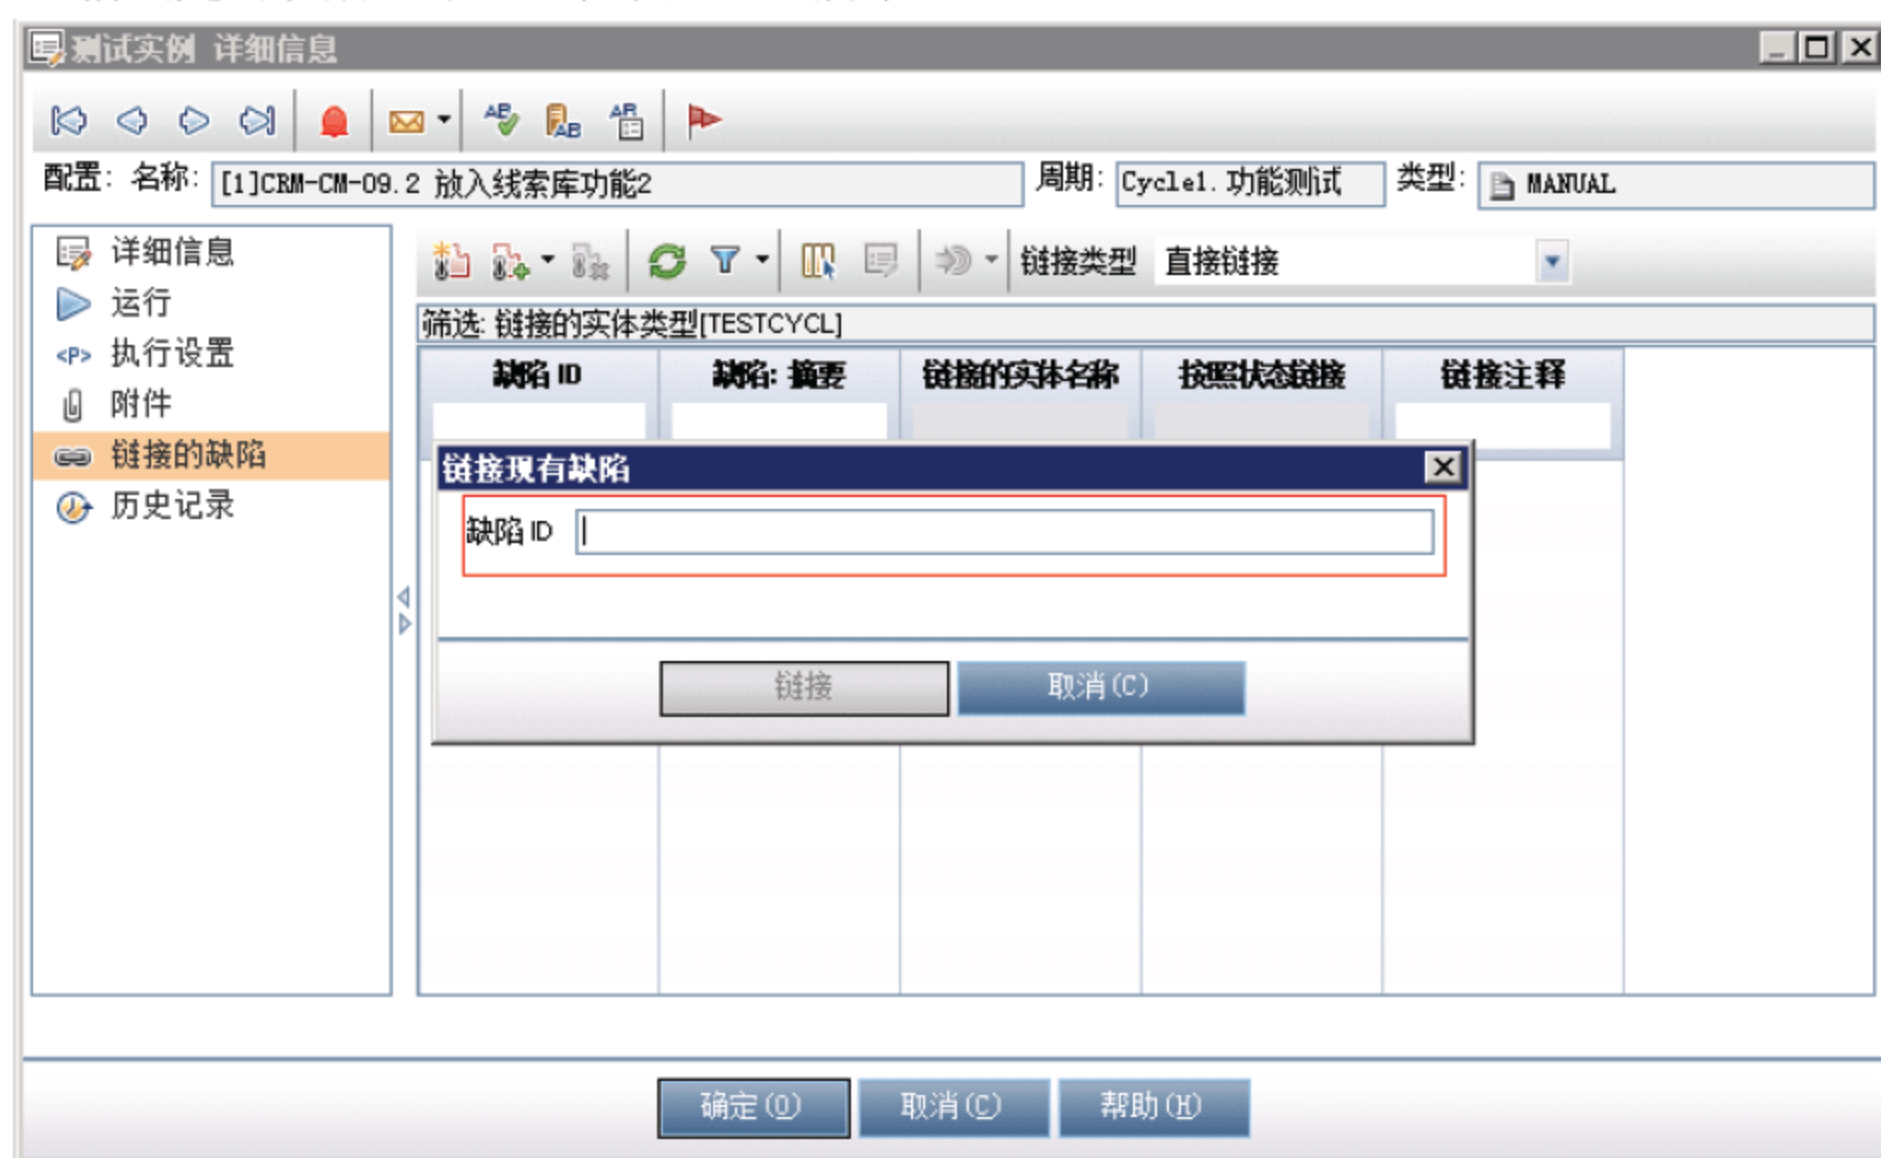 测试实例 详细信息
配置: 名称: [1]CRM-CM-09.2 放入线索库功能2 周期: Cycle1.功能测试 类型: MANUAL
详细信息
运行
<P> 执行设置
附件
链接的缺陷
历史记录
链接类型 直接链接
筛选: 链接的实体类型[TESTCYCL]
缺陷 ID 缺陷: 摘要 链接的实体名称 按照状态链接 链接注释
链接现有缺陷
缺陷 ID
链接 取消(C)
确定(O) 取消(C) 帮助(H)